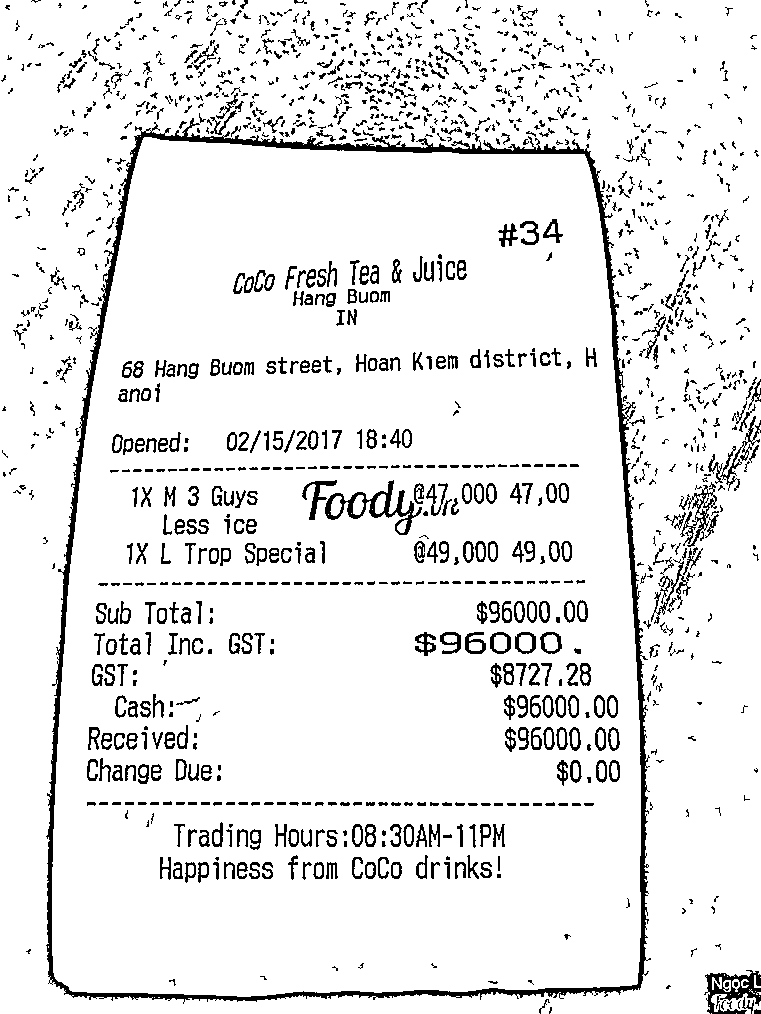 #34
CoCo Fresh Tea & Juice
Hang Buom
IN
68 Hang Buom street, Hoan Kiem district, H
anoi
Opened: 02/15/2017 18:40
1X M 3 Guys @47,000 47,00
Foody.vn
Less ice
1X L Trop Special @49,000 49,00
Sub Total: $96000.00
Total Inc. GST: $96000.
GST: $8727.28
Cash: $96000.00
Received: $96000.00
Change Due: $0.00
Trading Hours:08:30AM-11PM
Happiness from CoCo drinks!
Ngọc L
Foody